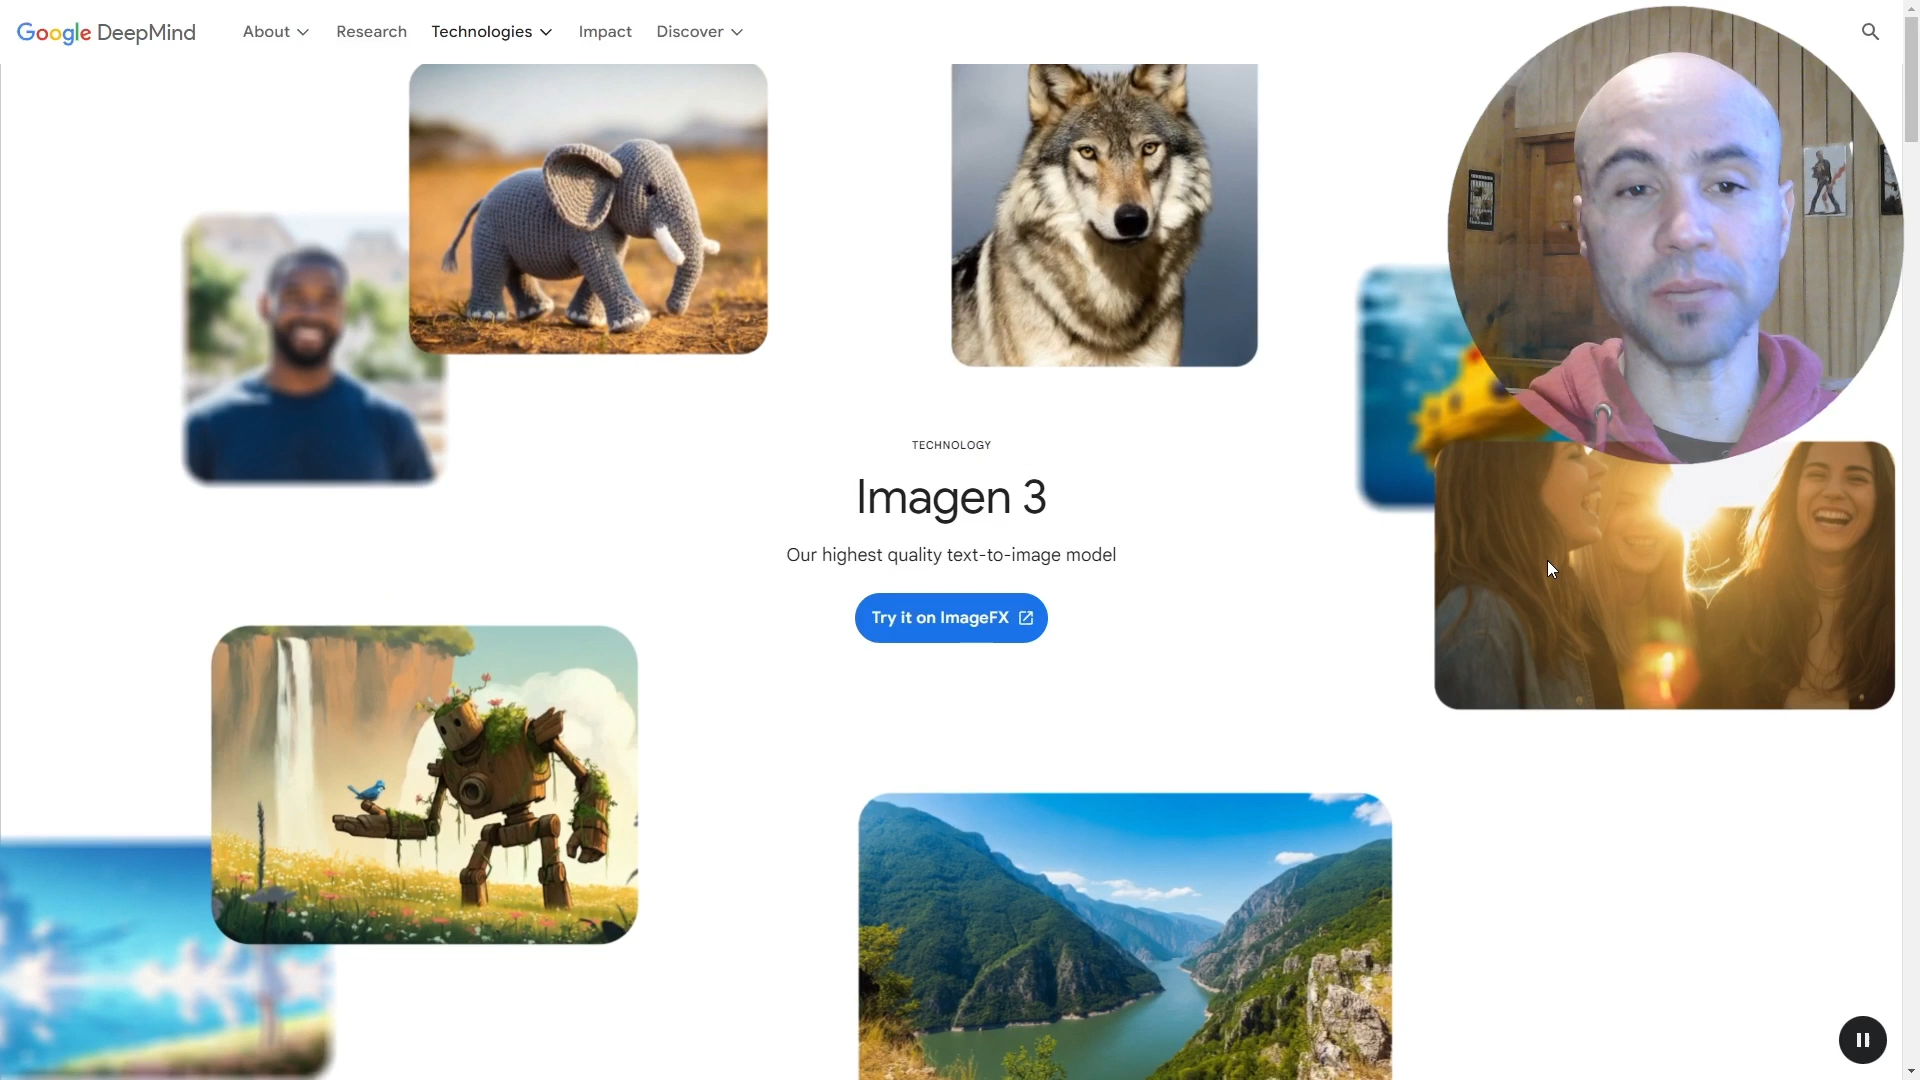 Google DeepMind
About
Research
Technologies
Impact
Discover
TECHNOLOGY
Imagen 3
Our highest quality text-to-image model
Try it on ImageFX